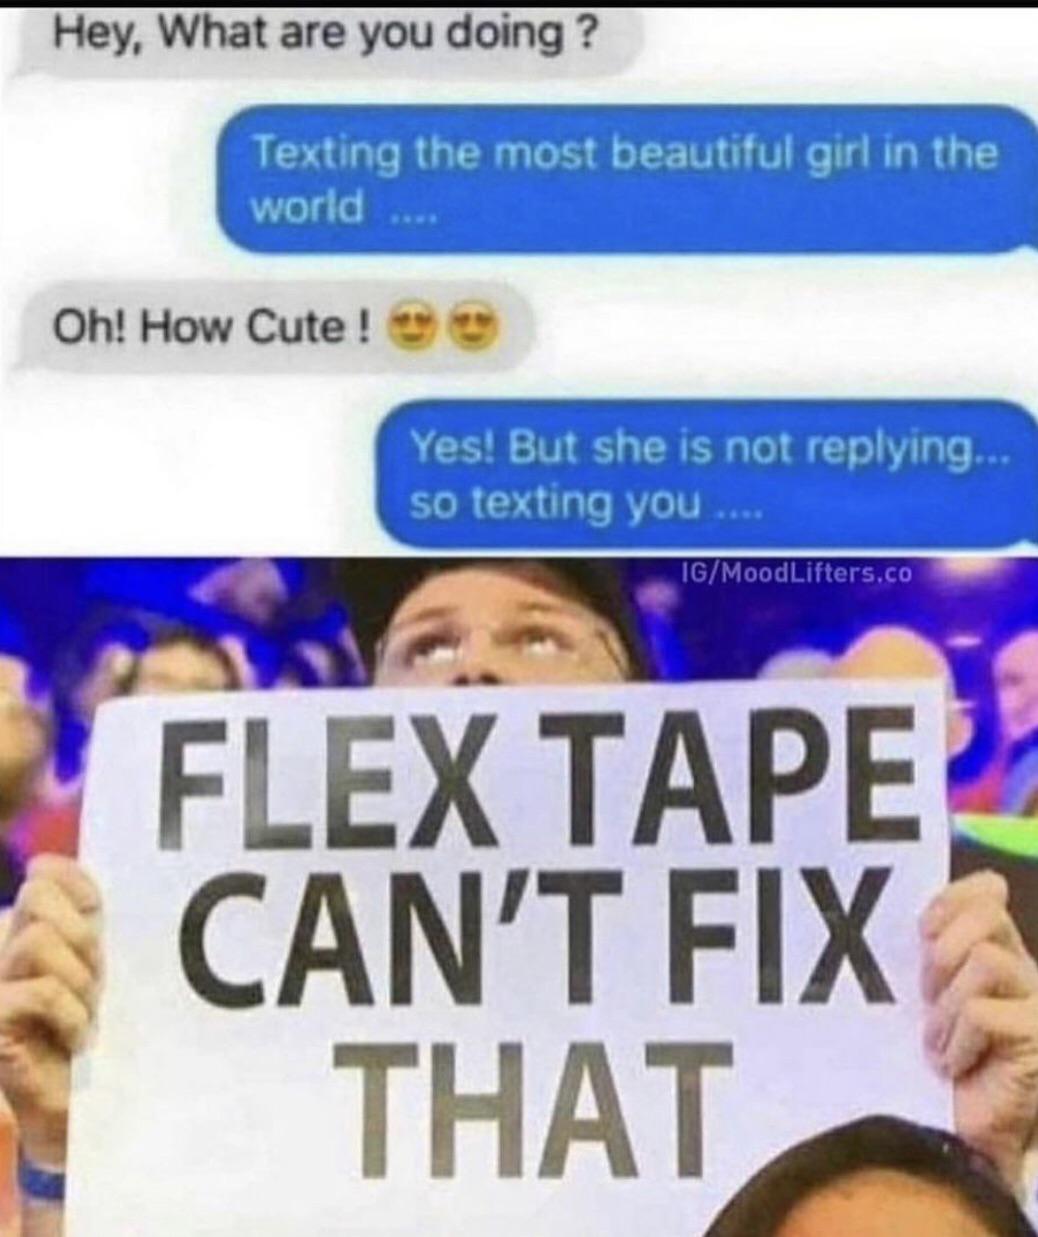 Hey, What are you doing ?
Texting the most beautiful girl in the
world ....
Oh! How Cute ! 😍😍
Yes! But she is not replying...
so texting you ....
IG/MoodLifters.co
FLEX TAPE
CAN'T FIX
THAT